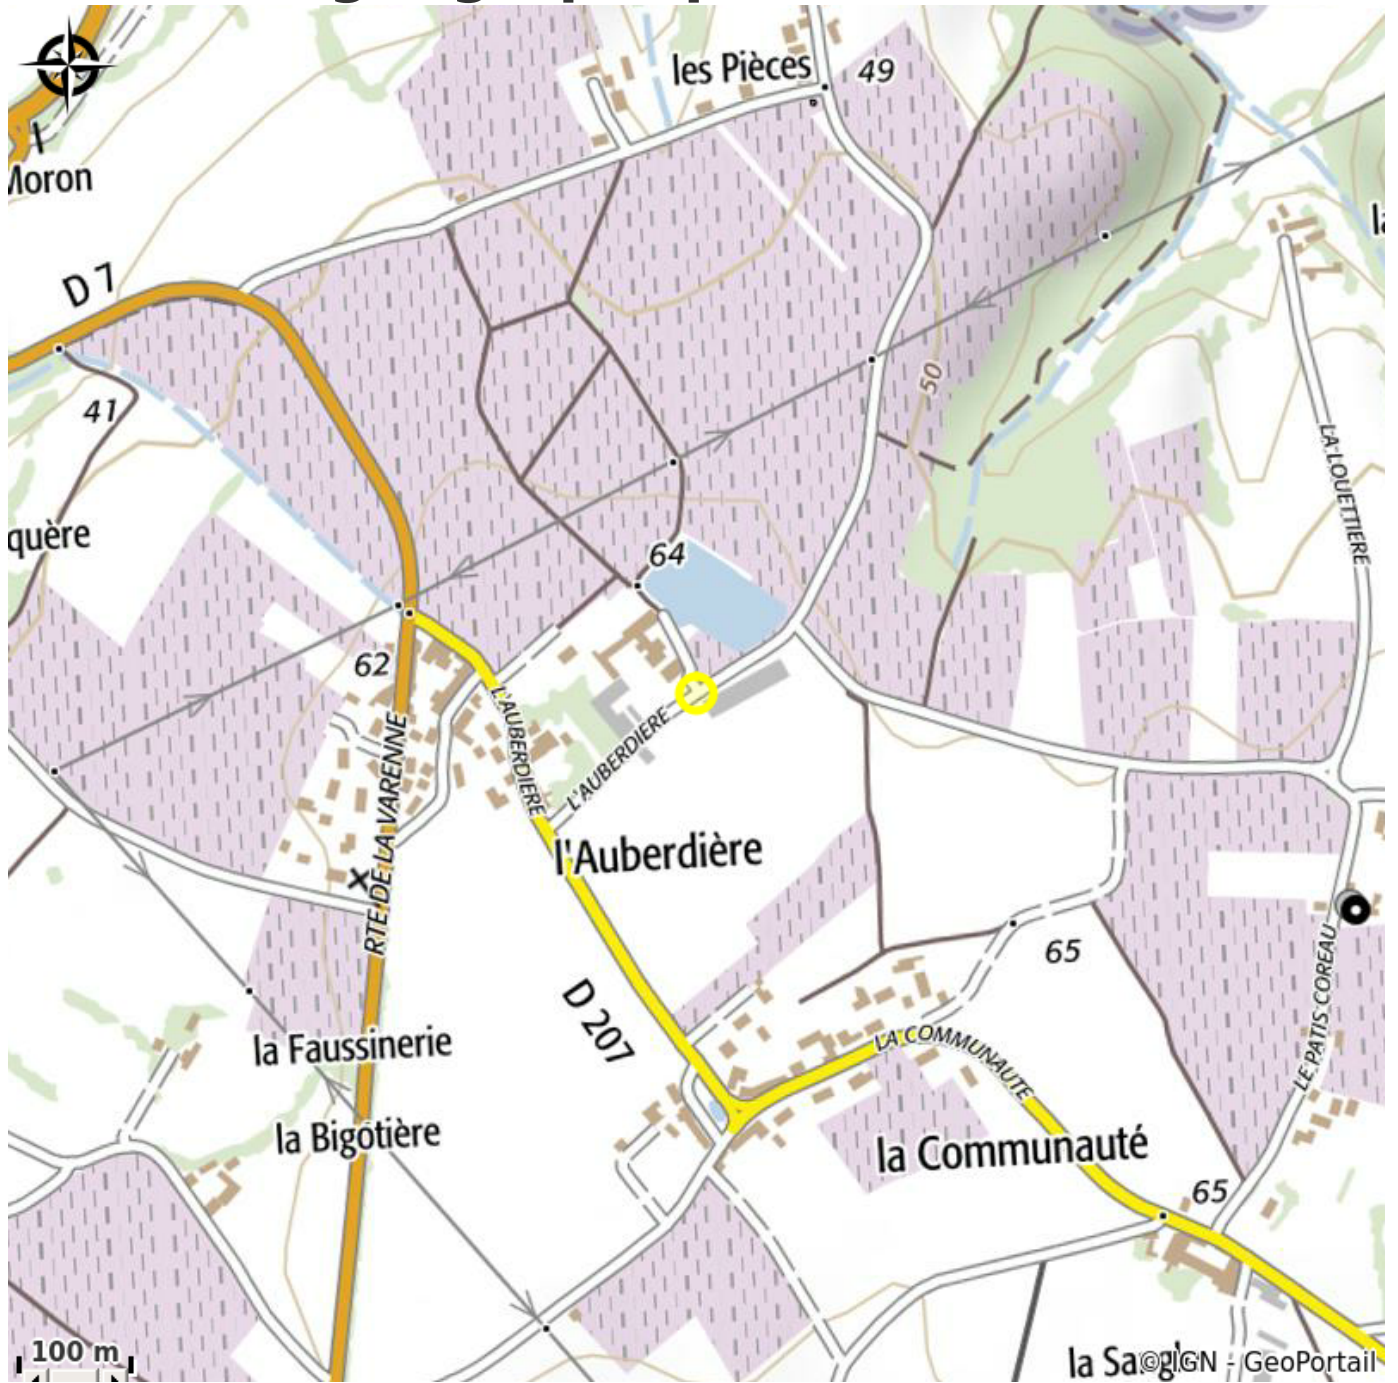 les Pièces
49
Moron
D 7
50
41
LA LOUETTIERE
quère
64
62
L'AUBERDIERE
L'AUBERDIERE
RTE DE LA VARENNE
l'Auberdière
65
LE PATIS COREAU
D 207
la Faussinerie
LA COMMUNAUTE
la Bigotière
la Communauté
65
100 m
©IGN - GeoPortail